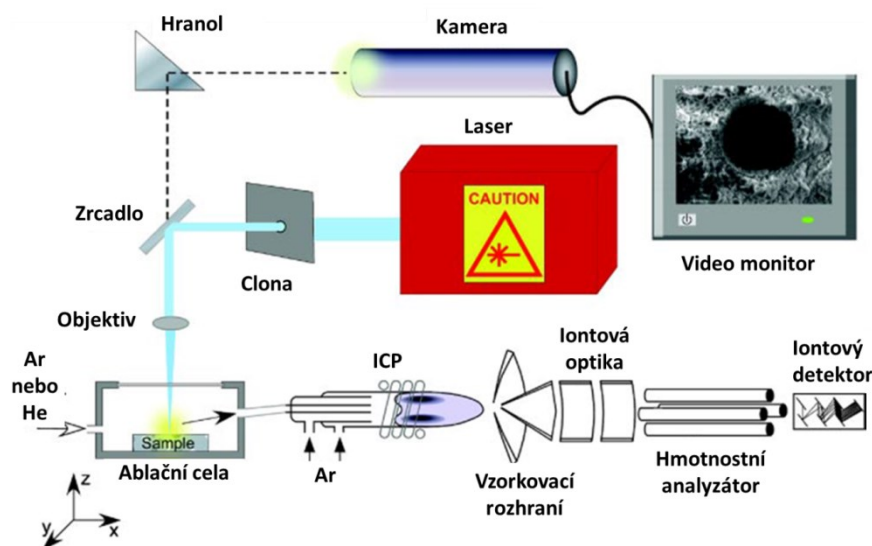 Hranol
Kamera
Laser
Zrcadlo
CAUTION
Clona
Video monitor
Objektiv
Ar
nebo
He
ICP
Iontová
optika
Iontový
detektor
Sample
Ablační cela
Ar
Vzorkovací
rozhraní
Hmotnostní
analyzátor
z
y
x